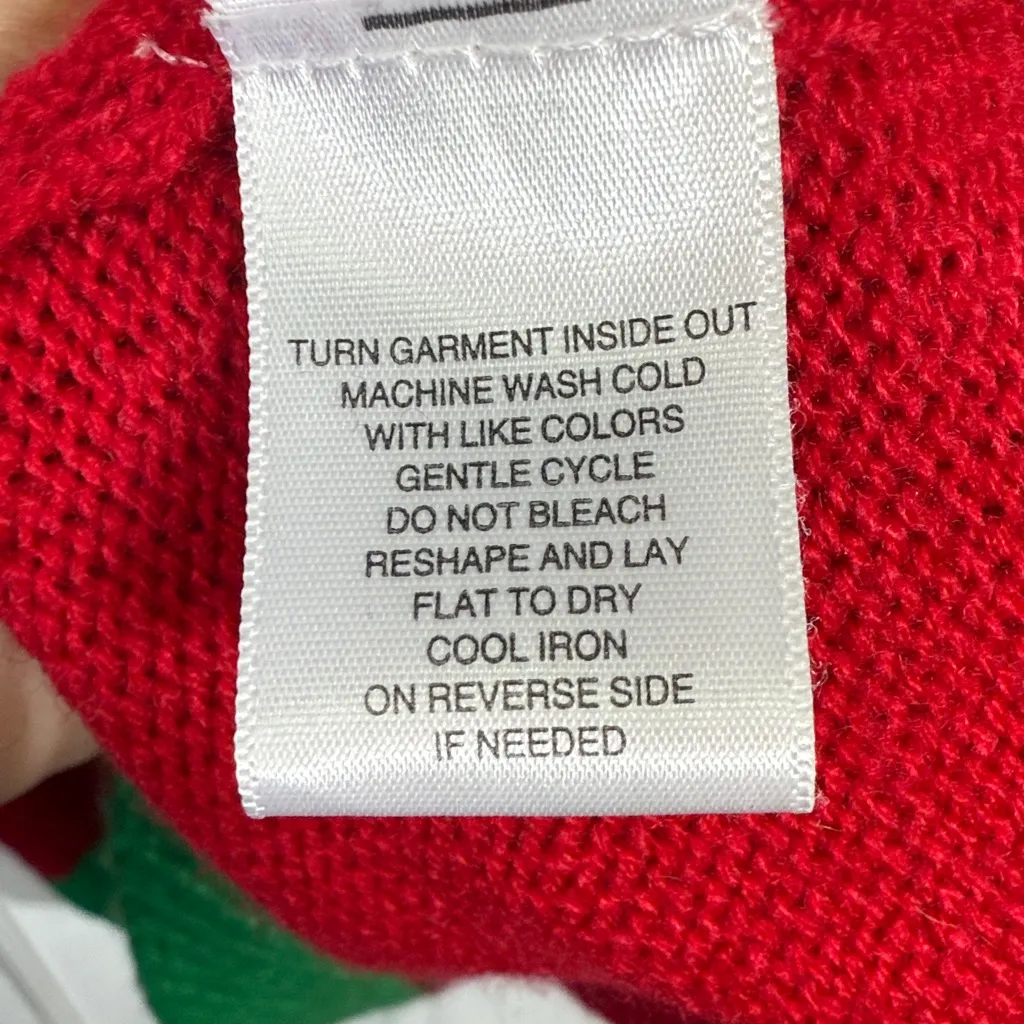 TURN GARMENT INSIDE OUT
MACHINE WASH COLD
WITH LIKE COLORS
GENTLE CYCLE
DO NOT BLEACH
RESHAPE AND LAY
FLAT TO DRY
COOL IRON
ON REVERSE SIDE
IF NEEDED